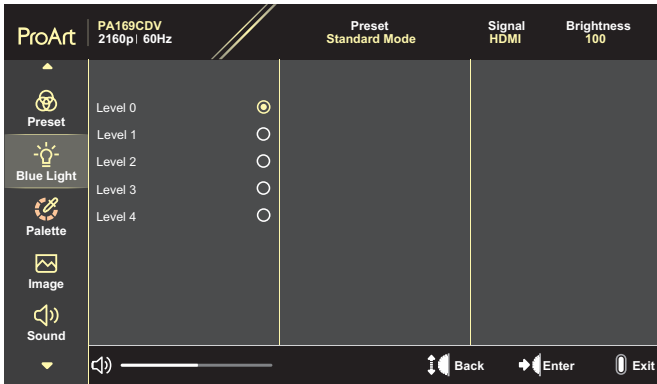 ProArt
PA169CDV
2160p| 60Hz
Preset
Standard Mode
Signal
HDMI
Brightness
100
Preset
Blue Light
Palette
Image
Sound
Level 0
Level 1
Level 2
Level 3
Level 4
Back
Enter
Exit